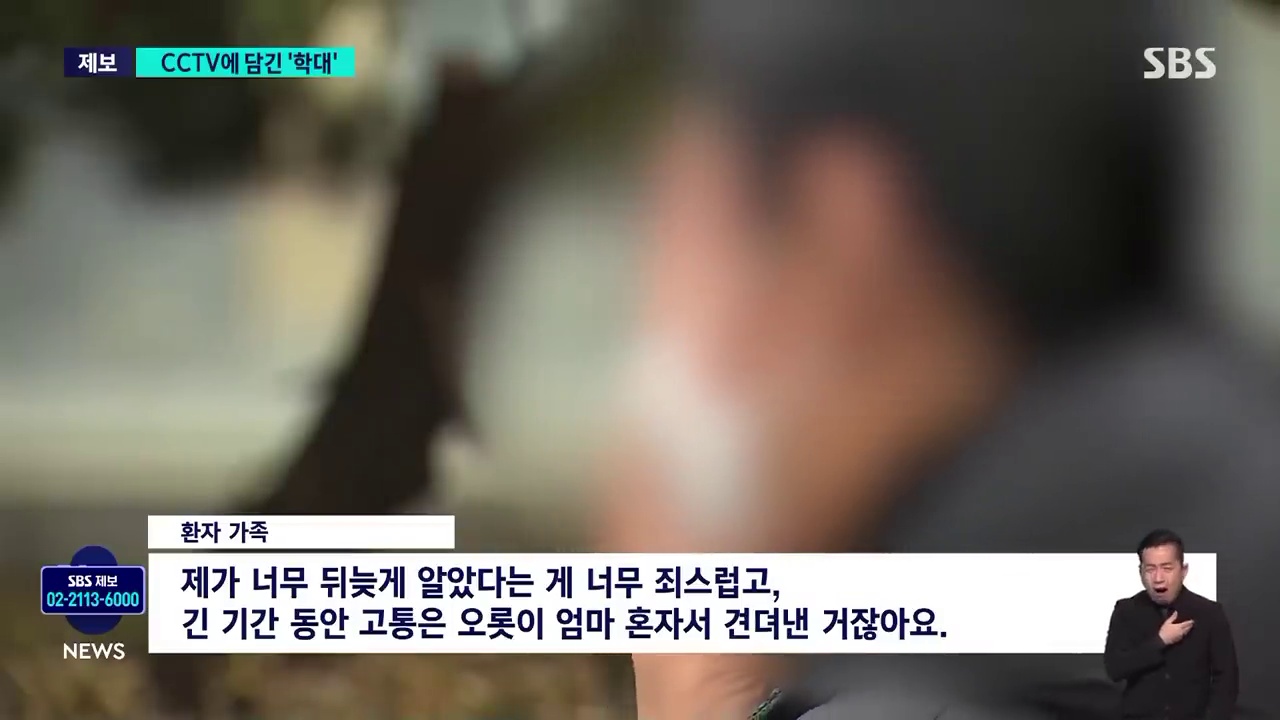 제보 CCTV에 담긴 '학대'
SBS
환자 가족
제가 너무 뒤늦게 알았다는 게 너무 죄스럽고,
긴 기간 동안 고통은 오롯이 엄마 혼자서 견뎌낸 거잖아요.
SBS 제보
02-2113-6000
NEWS